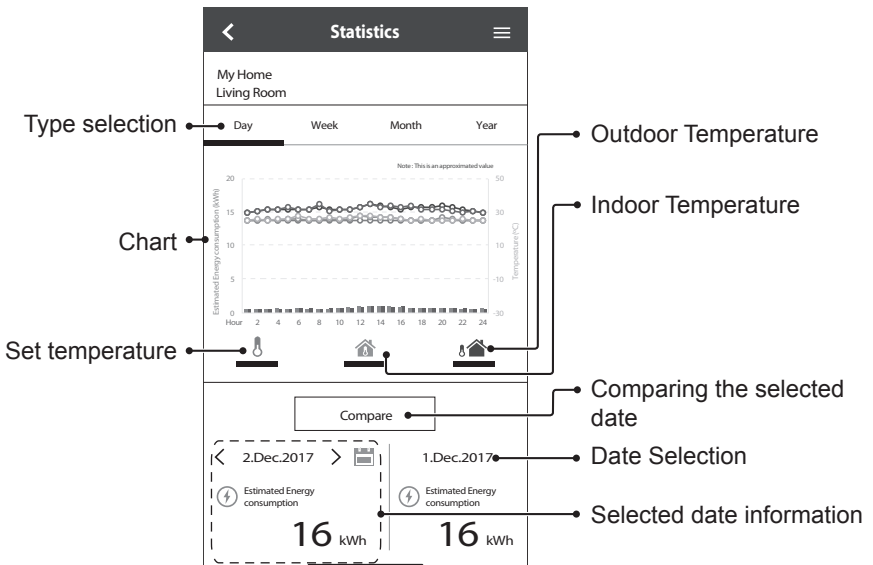 Statistics
My Home
Living Room
Type selection
Day Week Month Year
Outdoor Temperature
Note : This is an approximated value
20 50
Indoor Temperature
15 30
Chart
Estimated Energy consumption (kWh)
Temperature (ºC)
10 10
5 -10
0 -30
Hour 2 4 6 8 10 12 14 16 18 20 22 24
Set temperature
Compare
Comparing the selected
date
2.Dec.2017 1.Dec.2017
Date Selection
Estimated Energy
consumption
Estimated Energy
consumption
Selected date information
16 kWh 16 kWh